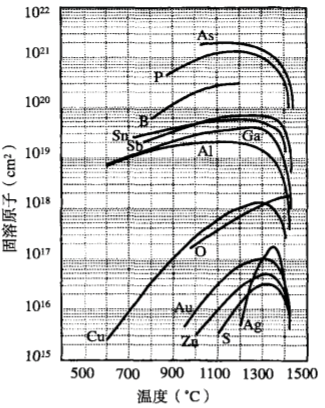 10²²
10²¹
10²⁰
10¹⁹
10¹⁸
10¹⁷
10¹⁶
10¹⁵
固溶原子（cm²）
As
P
B
Sn
Sb
Ga
Al
O
Au
Cu
Zn
S
Ag
500 700 900 1100 1300 1500
温度（°C）